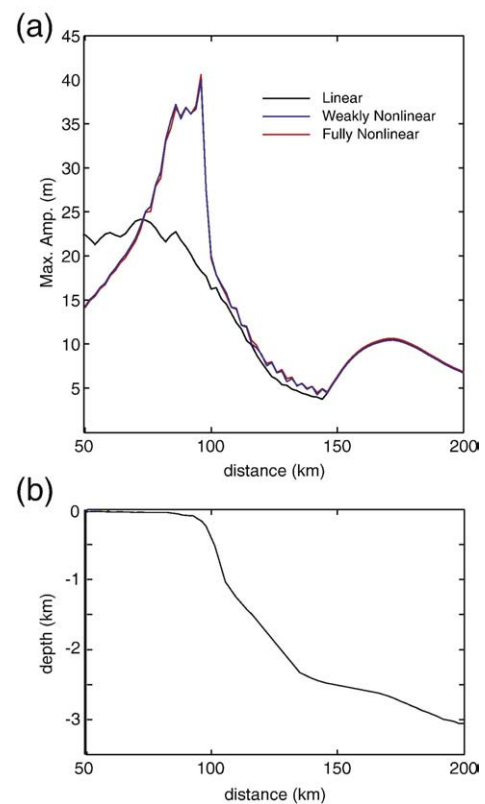 (a)
45
40
35
30
25
20
15
10
5
Max. Amp. (m)
Linear
Weakly Nonlinear
Fully Nonlinear
50
100
150
200
distance (km)
(b)
0
-1
-2
-3
depth (km)
50
100
150
200
distance (km)